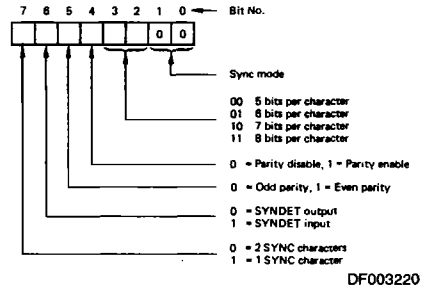 7 6 5 4 3 2 1 0 Bit No.
0 0
Sync mode
00 5 bits per character
01 6 bits per character
10 7 bits per character
11 8 bits per character
0 = Parity disable, 1 = Parity enable
0 = Odd parity, 1 = Even parity
0 = SYNDET output
1 = SYNDET input
0 = 2 SYNC characters
1 = 1 SYNC character
DF003220